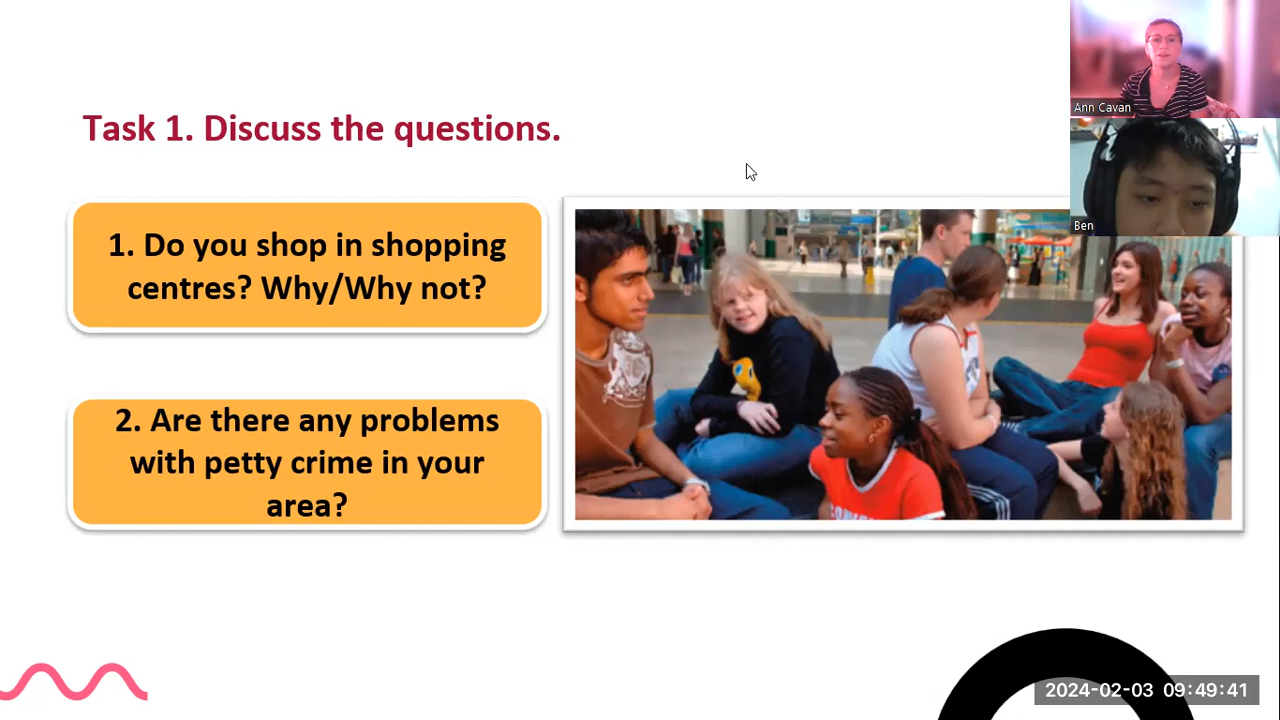 Task 1. Discuss the questions.
Ann Cavan
Ben
1. Do you shop in shopping
centres? Why/Why not?
2. Are there any problems
with petty crime in your
area?
2024-02-03 09:49:41